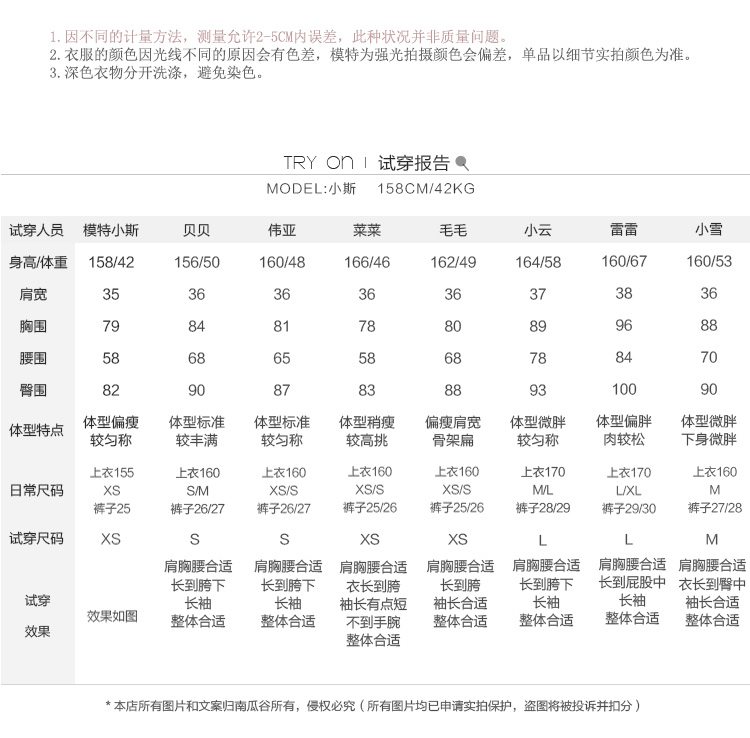 1.因不同的计量方法，测量允许2-5CM内误差，此种状况并非质量问题。
2.衣服的颜色因光线不同的原因会有色差，模特为强光拍摄颜色会偏差，单品以细节实拍颜色为准。
3.深色衣物分开洗涤，避免染色。
TRY ON | 试穿报告
MODEL:小斯 158CM/42KG
试穿人员 模特小斯 贝贝 伟亚 菜菜 毛毛 小云 雷雷 小雪
身高/体重 158/42 156/50 160/48 166/46 162/49 164/58 160/67 160/53
肩宽 35 36 36 36 36 37 38 36
胸围 79 84 81 78 80 89 96 88
腰围 58 68 65 58 68 78 84 70
臀围 82 90 87 83 88 93 100 90
体型特点 体型偏瘦 体型标准 体型标准 体型稍瘦 偏瘦肩宽 体型微胖 体型偏胖 体型微胖
较匀称 较丰满 较匀称 较高挑 骨架扁 较匀称 肉较松 下身微胖
日常尺码 上衣155 上衣160 上衣160 上衣160 上衣160 上衣170 上衣170 上衣160
XS S/M XS/S XS/S XS/S M/L L/XL M
裤子25 裤子26/27 裤子26/27 裤子25/26 裤子25/26 裤子28/29 裤子29/30 裤子27/28
试穿尺码 XS S S XS XS L L M
试穿 效果如图 肩胸腰合适 肩胸腰合适 肩胸腰合适 肩胸腰合适 肩胸腰合适 肩胸腰合适 肩胸腰合适
效果 长到胯下 长到胯下 衣长到胯 长到胯 长到胯下 长到屁股中 衣长到臀中
长袖 长袖 袖长有点短 袖长合适 长袖 长袖 袖长合适
整体合适 整体合适 不到手腕 整体合适 整体合适 整体合适 整体合适
整体合适
*本店所有图片和文案归南瓜谷所有，侵权必究（所有图片均已申请实拍保护，盗图将被投诉并扣分）